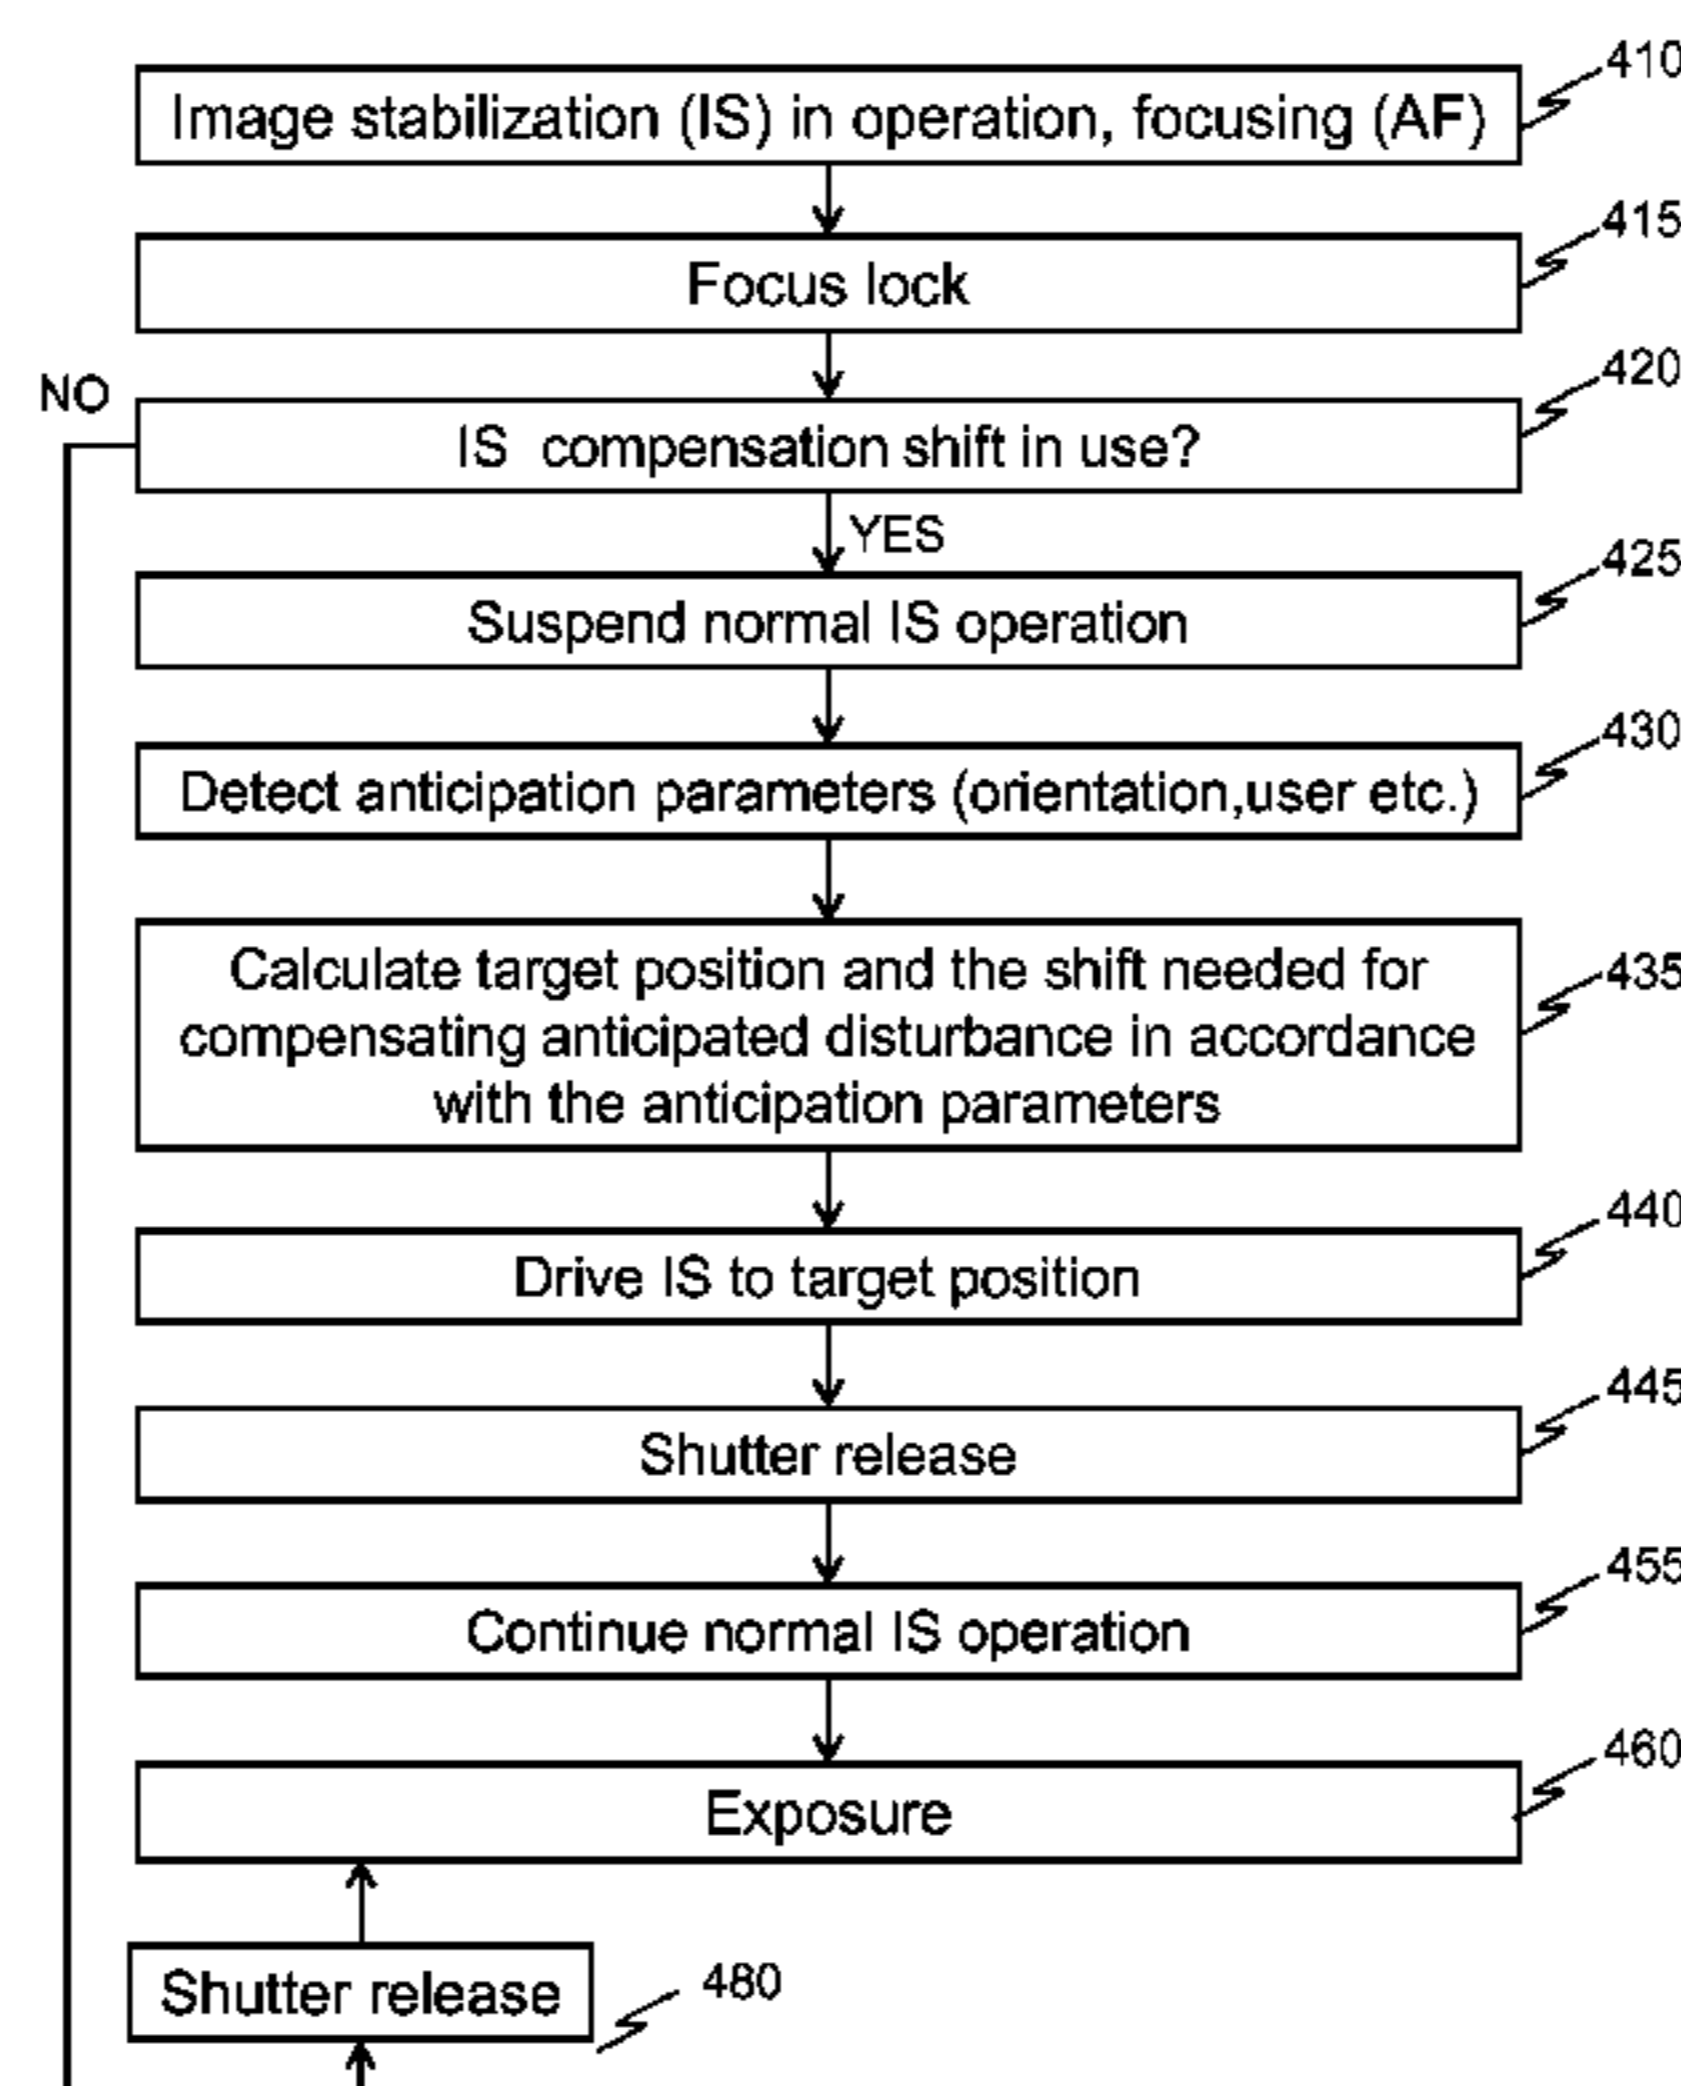 410
Image stabilization (IS) in operation, focusing (AF)
415
Focus lock
420
NO
IS compensation shift in use?
YES
425
Suspend normal IS operation
430
Detect anticipation parameters (orientation,user etc.)
435
Calculate target position and the shift needed for
compensating anticipated disturbance in accordance
with the anticipation parameters
440
Drive IS to target position
445
Shutter release
455
Continue normal IS operation
460
Exposure
480
Shutter release